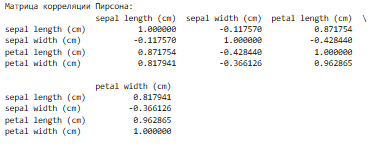 Матрица корреляции Пирсона:
sepal length (cm) sepal width (cm) petal length (cm) \
sepal length (cm) 1.000000 -0.117570 0.871754
sepal width (cm) -0.117570 1.000000 -0.428440
petal length (cm) 0.871754 -0.428440 1.000000
petal width (cm) 0.817941 -0.366126 0.962865
petal width (cm)
sepal length (cm) 0.817941
sepal width (cm) -0.366126
petal length (cm) 0.962865
petal width (cm) 1.000000